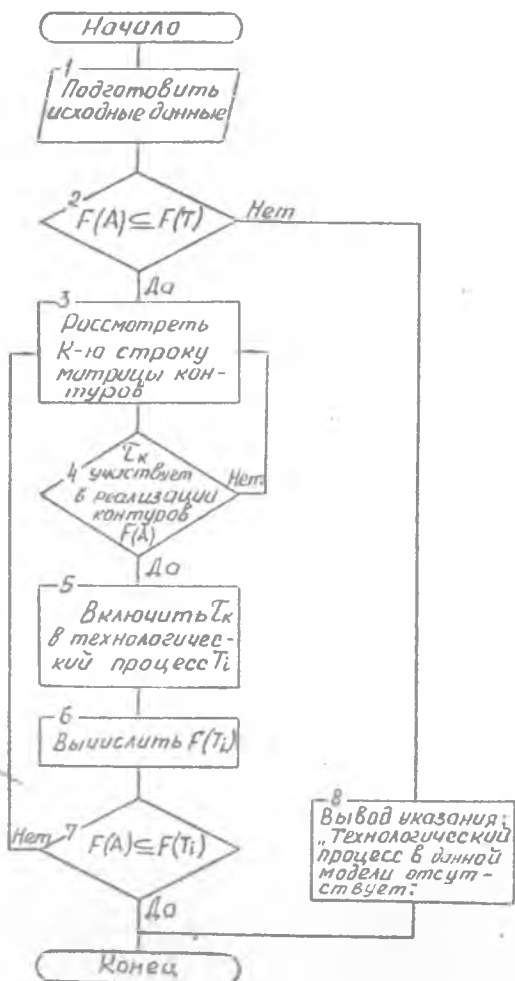 Начало
1
Подготовить
исходные данные
2
F(A)⊆F(T)
Нет
Да
3
Рассмотреть
К-ю строку
матрицы кон-
туров
4
τк
участвует
в реализации
контуров
F(A)
Нет
Да
5
Включить τк
в технологичес-
кий процесс Ti
6
Вычислить F(Ti)
7
F(A)⊆F(Ti)
Нет
Да
8
Вывод указания:
„Технологический
процесс в данной
модели отсут-
ствует.
Конец